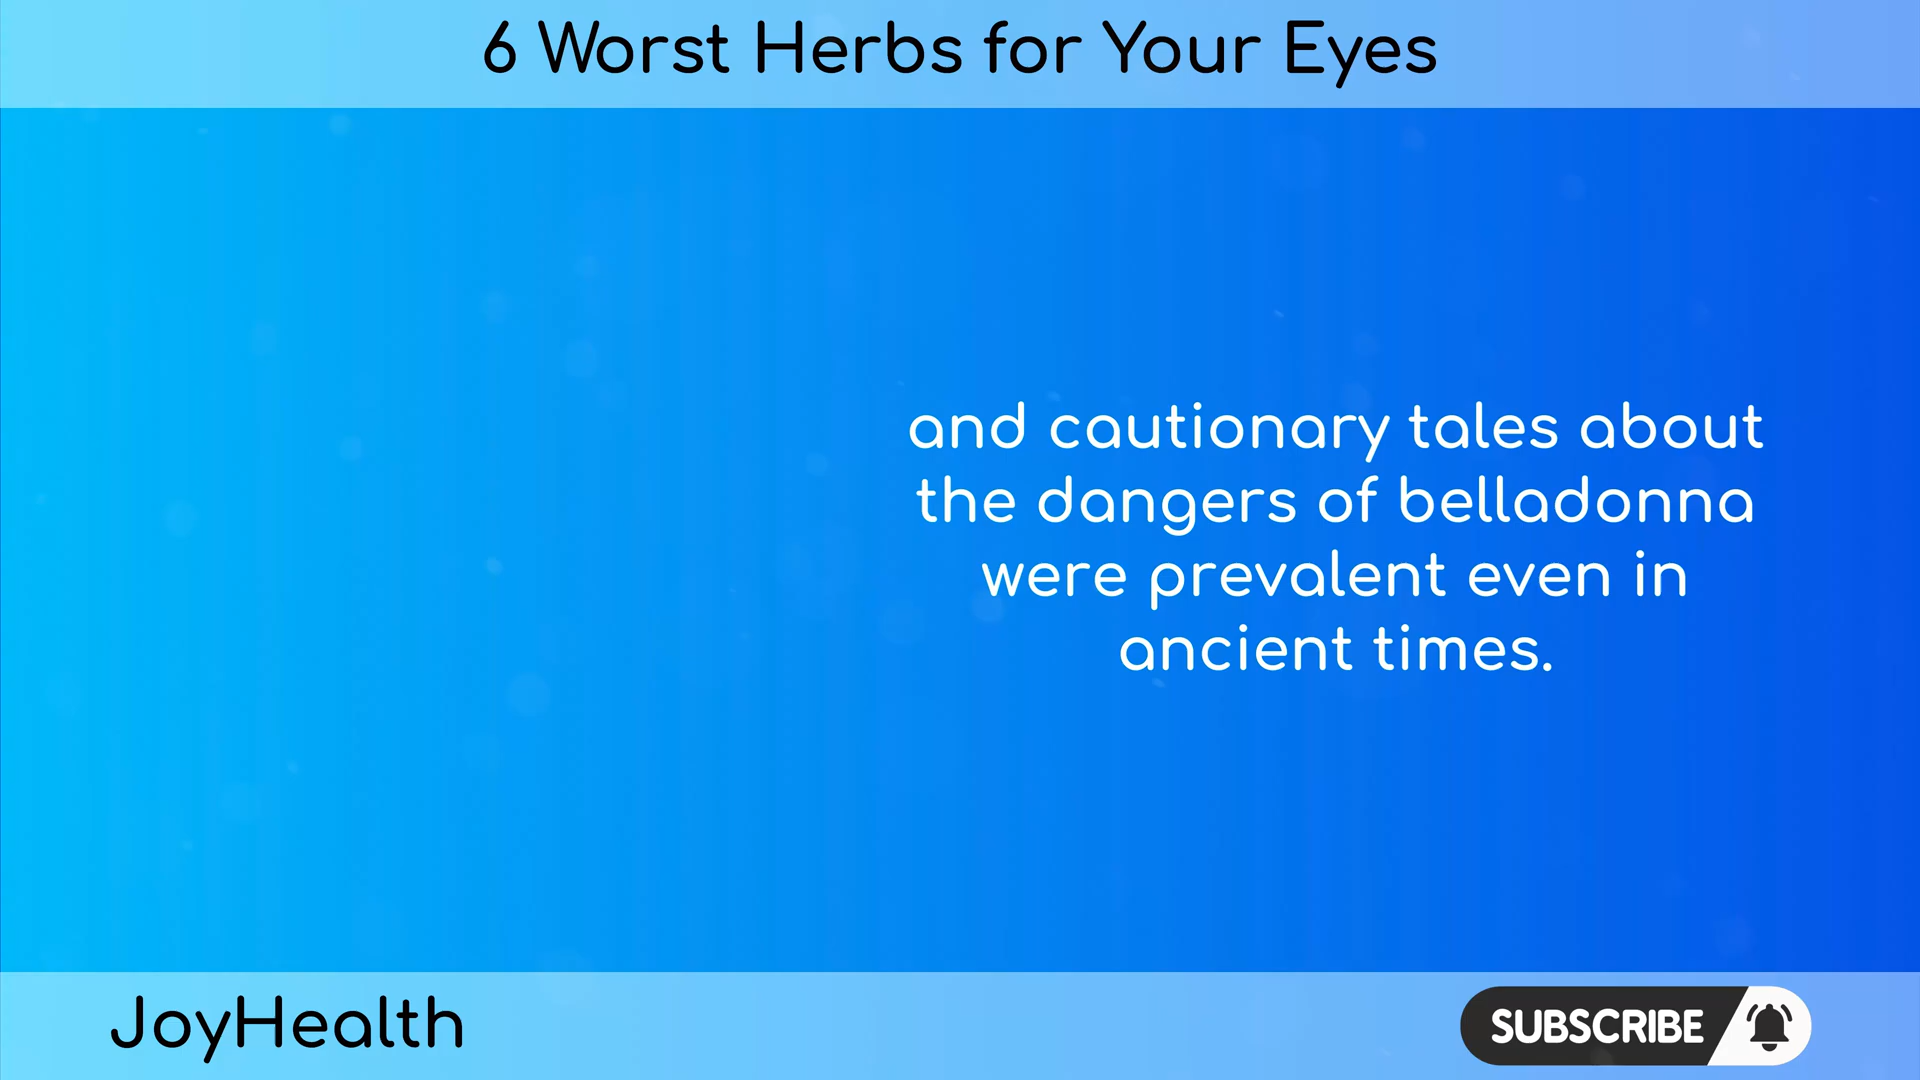 6 Worst Herbs for Your Eyes
and cautionary tales about
the dangers of belladonna
were prevalent even in
ancient times.
JoyHealth
SUBSCRIBE